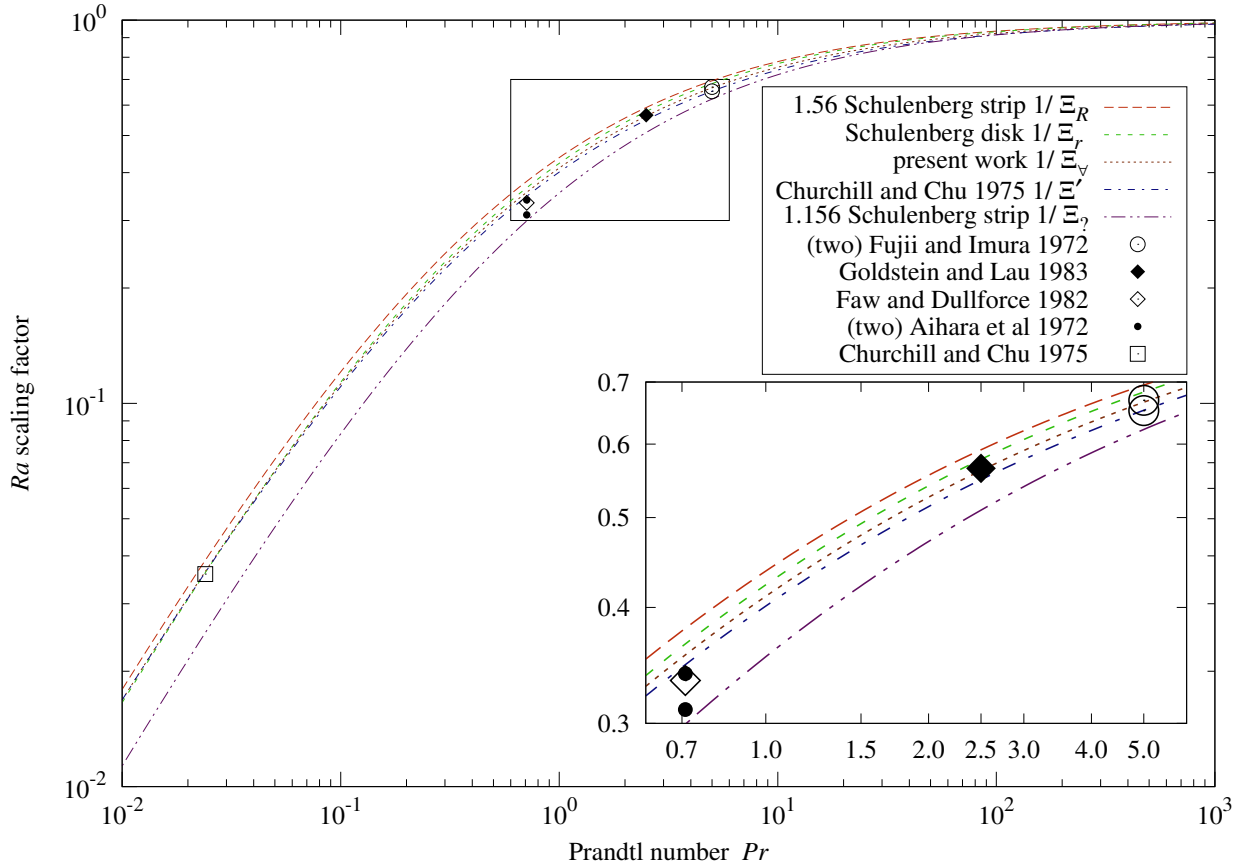 10^0
1.56 Schulenberg strip 1/ Ξ_R
Schulenberg disk 1/ Ξ_r
present work 1/ Ξ_∀
Churchill and Chu 1975 1/ Ξ′
1.156 Schulenberg strip 1/ Ξ_?
(two) Fujii and Imura 1972
Goldstein and Lau 1983
Faw and Dullforce 1982
(two) Aihara et al 1972
Churchill and Chu 1975
Ra scaling factor
10^-1
0.7
0.6
0.5
0.4
0.3
0.7 1.0 1.5 2.0 2.5 3.0 4.0 5.0
10^-2
10^-2 10^-1 10^0 10^1 10^2 10^3
Prandtl number Pr